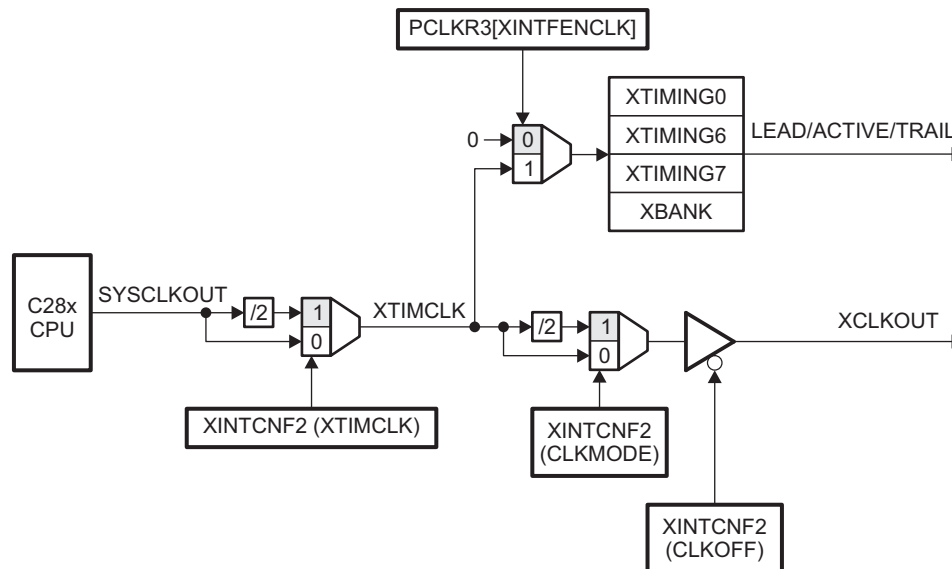 PCLKR3[XINTFENCLK]
XTIMING0
0
0
XTIMING6
LEAD/ACTIVE/TRAIL
1
XTIMING7
XBANK
C28x
CPU
SYSCLKOUT
/2
1
0
XTIMCLK
/2
1
0
XCLKOUT
XINTCNF2 (XTIMCLK)
XINTCNF2
(CLKMODE)
XINTCNF2
(CLKOFF)